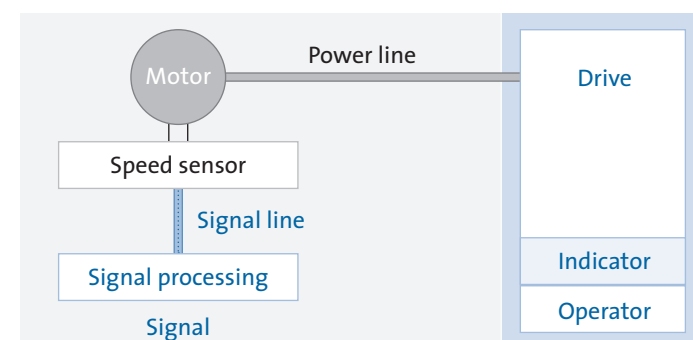 Power line
Motor
Drive
Speed sensor
Signal line
Indicator
Signal processing
Operator
Signal